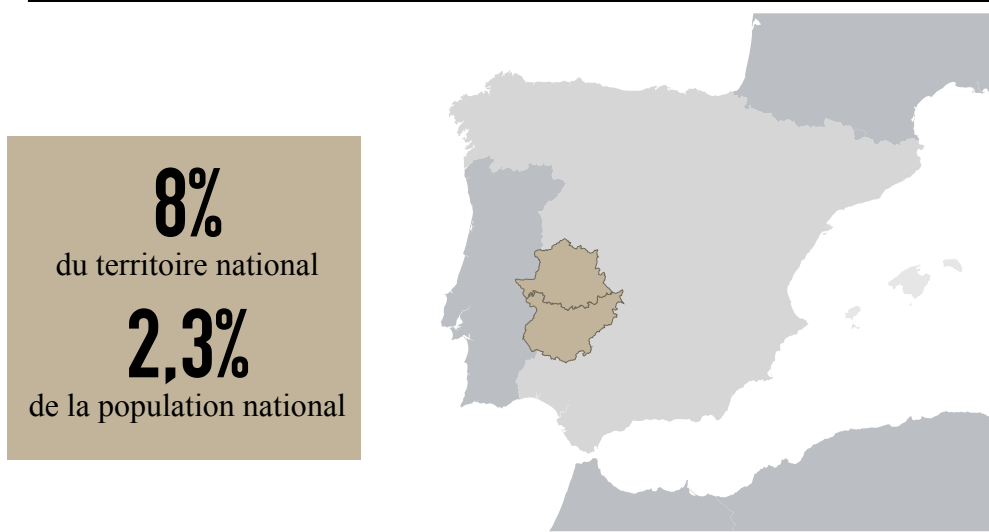 8%
du territoire national
2,3%
de la population national